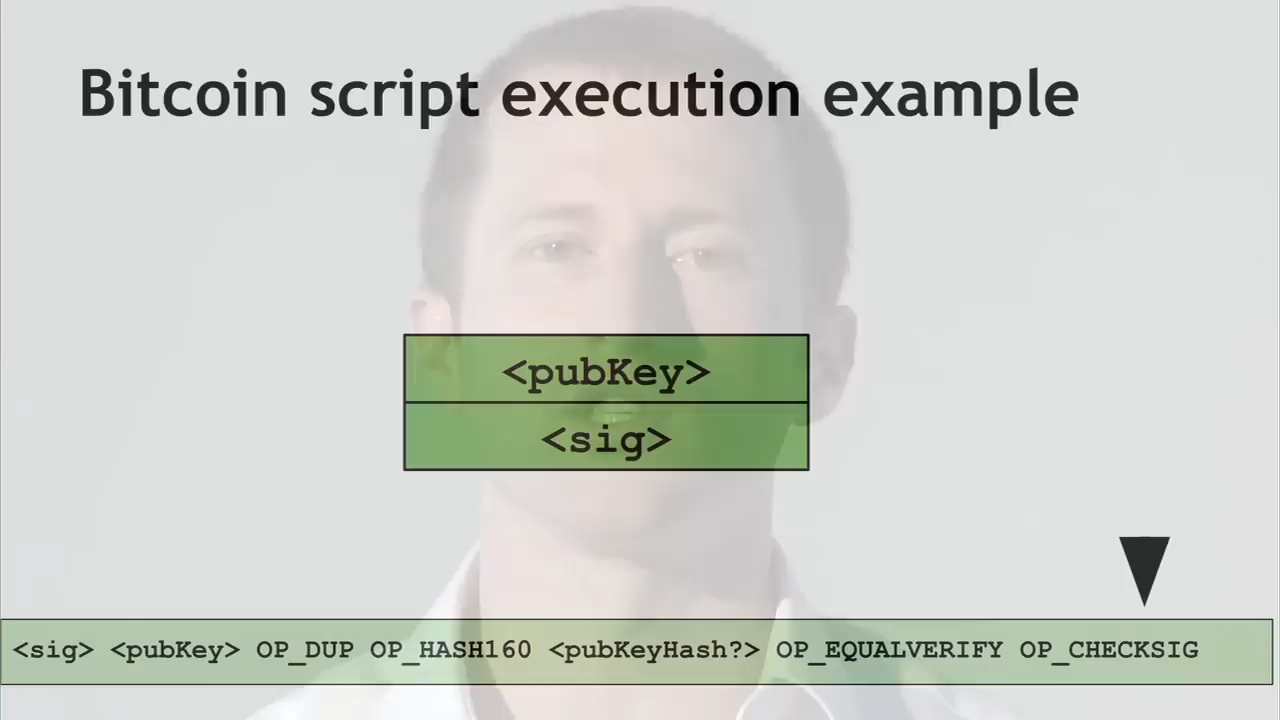 Bitcoin script execution example
<pubKey>
<sig>
<sig> <pubKey> OP_DUP OP_HASH160 <pubKeyHash?> OP_EQUALVERIFY OP_CHECKSIG